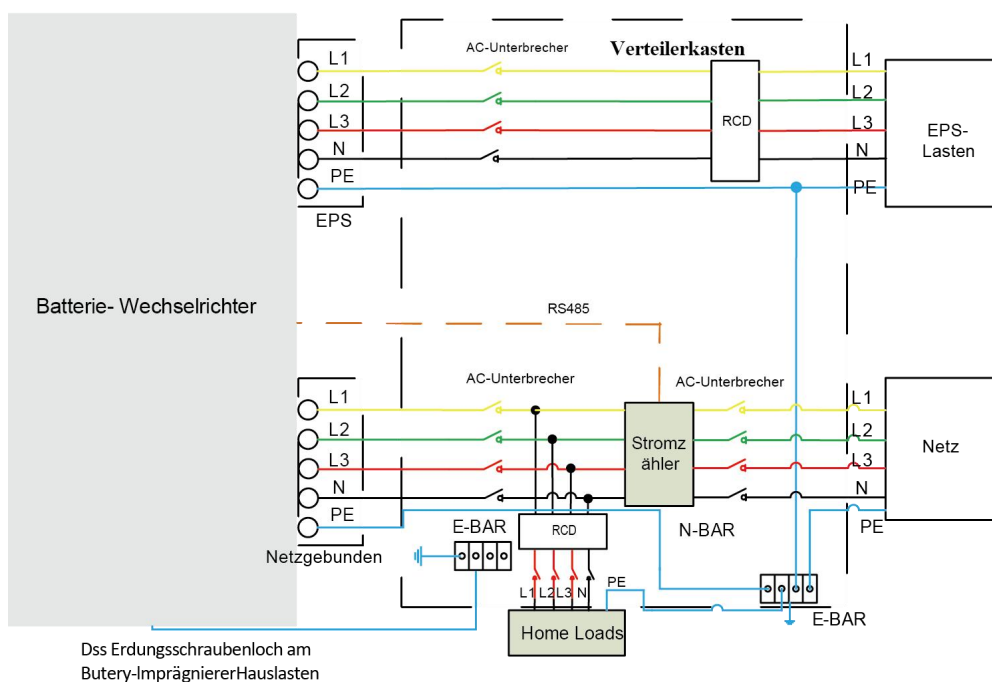 AC-Unterbrecher
Verteilerkasten
L1
L2
L3
N
PE
EPS
RCD
L1
L2
L3
N
PE
EPS-
Lasten
Batterie- Wechselrichter
RS485
AC-Unterbrecher
AC-Unterbrecher
L1
L2
L3
N
PE
Netzgebunden
Stromz
ähler
L1
L2
L3
N
PE
Netz
E-BAR
RCD
N-BAR
L1 L2 L3 N
PE
Home Loads
E-BAR
Dss Erdungsschraubenloch am
Butery-ImprägniererHauslasten